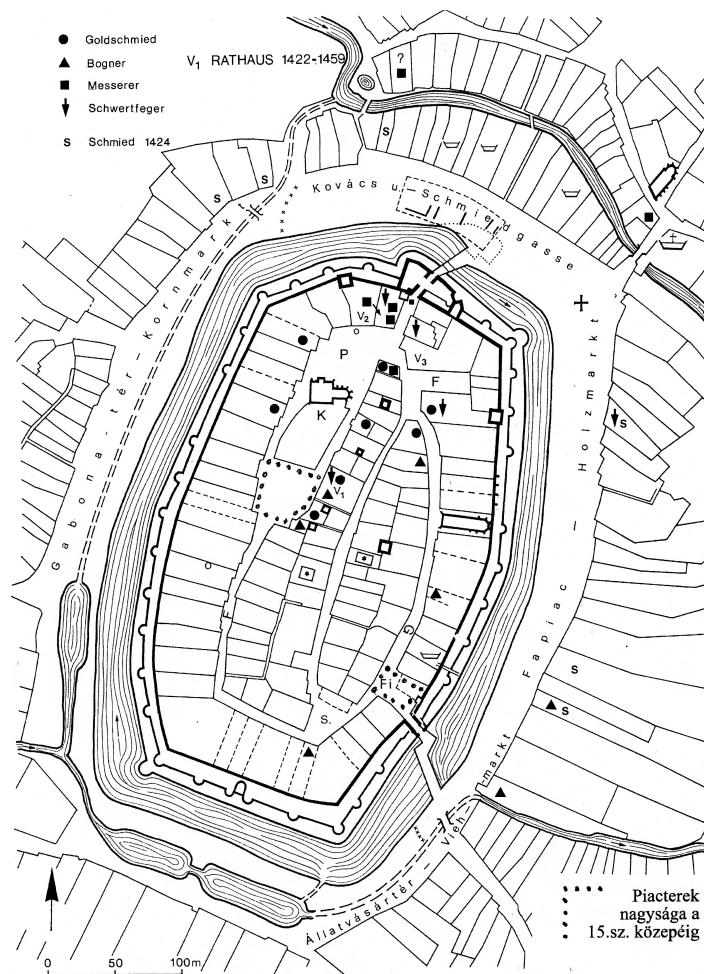 Goldschmied
Bogner
V₁ RATHAUS 1422-1459
Messerer
Schwertfeger
S Schmied 1424
?
S
S
S
Kovács u. - Schmiedgasse
Gabona - tér - Kornmarkt
Holzmarkt - Fapiac
V₂
V₃
P
F
K
S
V₁
G
S
Fi
S.
S
Állatvásártér - Viehmarkt
Piacterek
nagysága a
15.sz. közepéig
0 50 100m